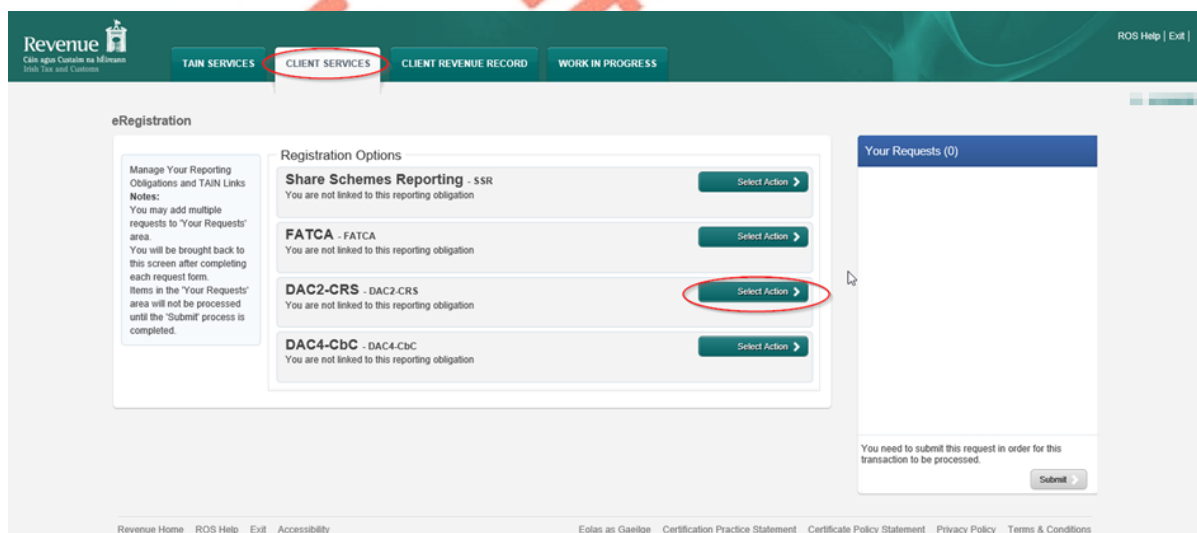 Revenue
Cáin agus Custaim na hÉireann
Irish Tax and Customs
TAIN SERVICES
CLIENT SERVICES
CLIENT REVENUE RECORD
WORK IN PROGRESS
ROS Help | Exit |
eRegistration
Manage Your Reporting
Obligations and TAIN Links
Notes:
You may add multiple
requests to 'Your Requests'
area.
You will be brought back to
this screen after completing
each request form.
Items in the 'Your Requests'
area will not be processed
until the 'Submit' process is
completed.
Registration Options
Share Schemes Reporting - SSR
You are not linked to this reporting obligation
Select Action
FATCA - FATCA
You are not linked to this reporting obligation
Select Action
DAC2-CRS - DAC2-CRS
You are not linked to this reporting obligation
Select Action
DAC4-CbC - DAC4-CbC
You are not linked to this reporting obligation
Select Action
Your Requests (0)
You need to submit this request in order for this
transaction to be processed.
Submit
Revenue Home ROS Help Exit Accessibility
Eolas as Gaeilge Certification Practice Statement Certificate Policy Statement Privacy Policy Terms & Conditions